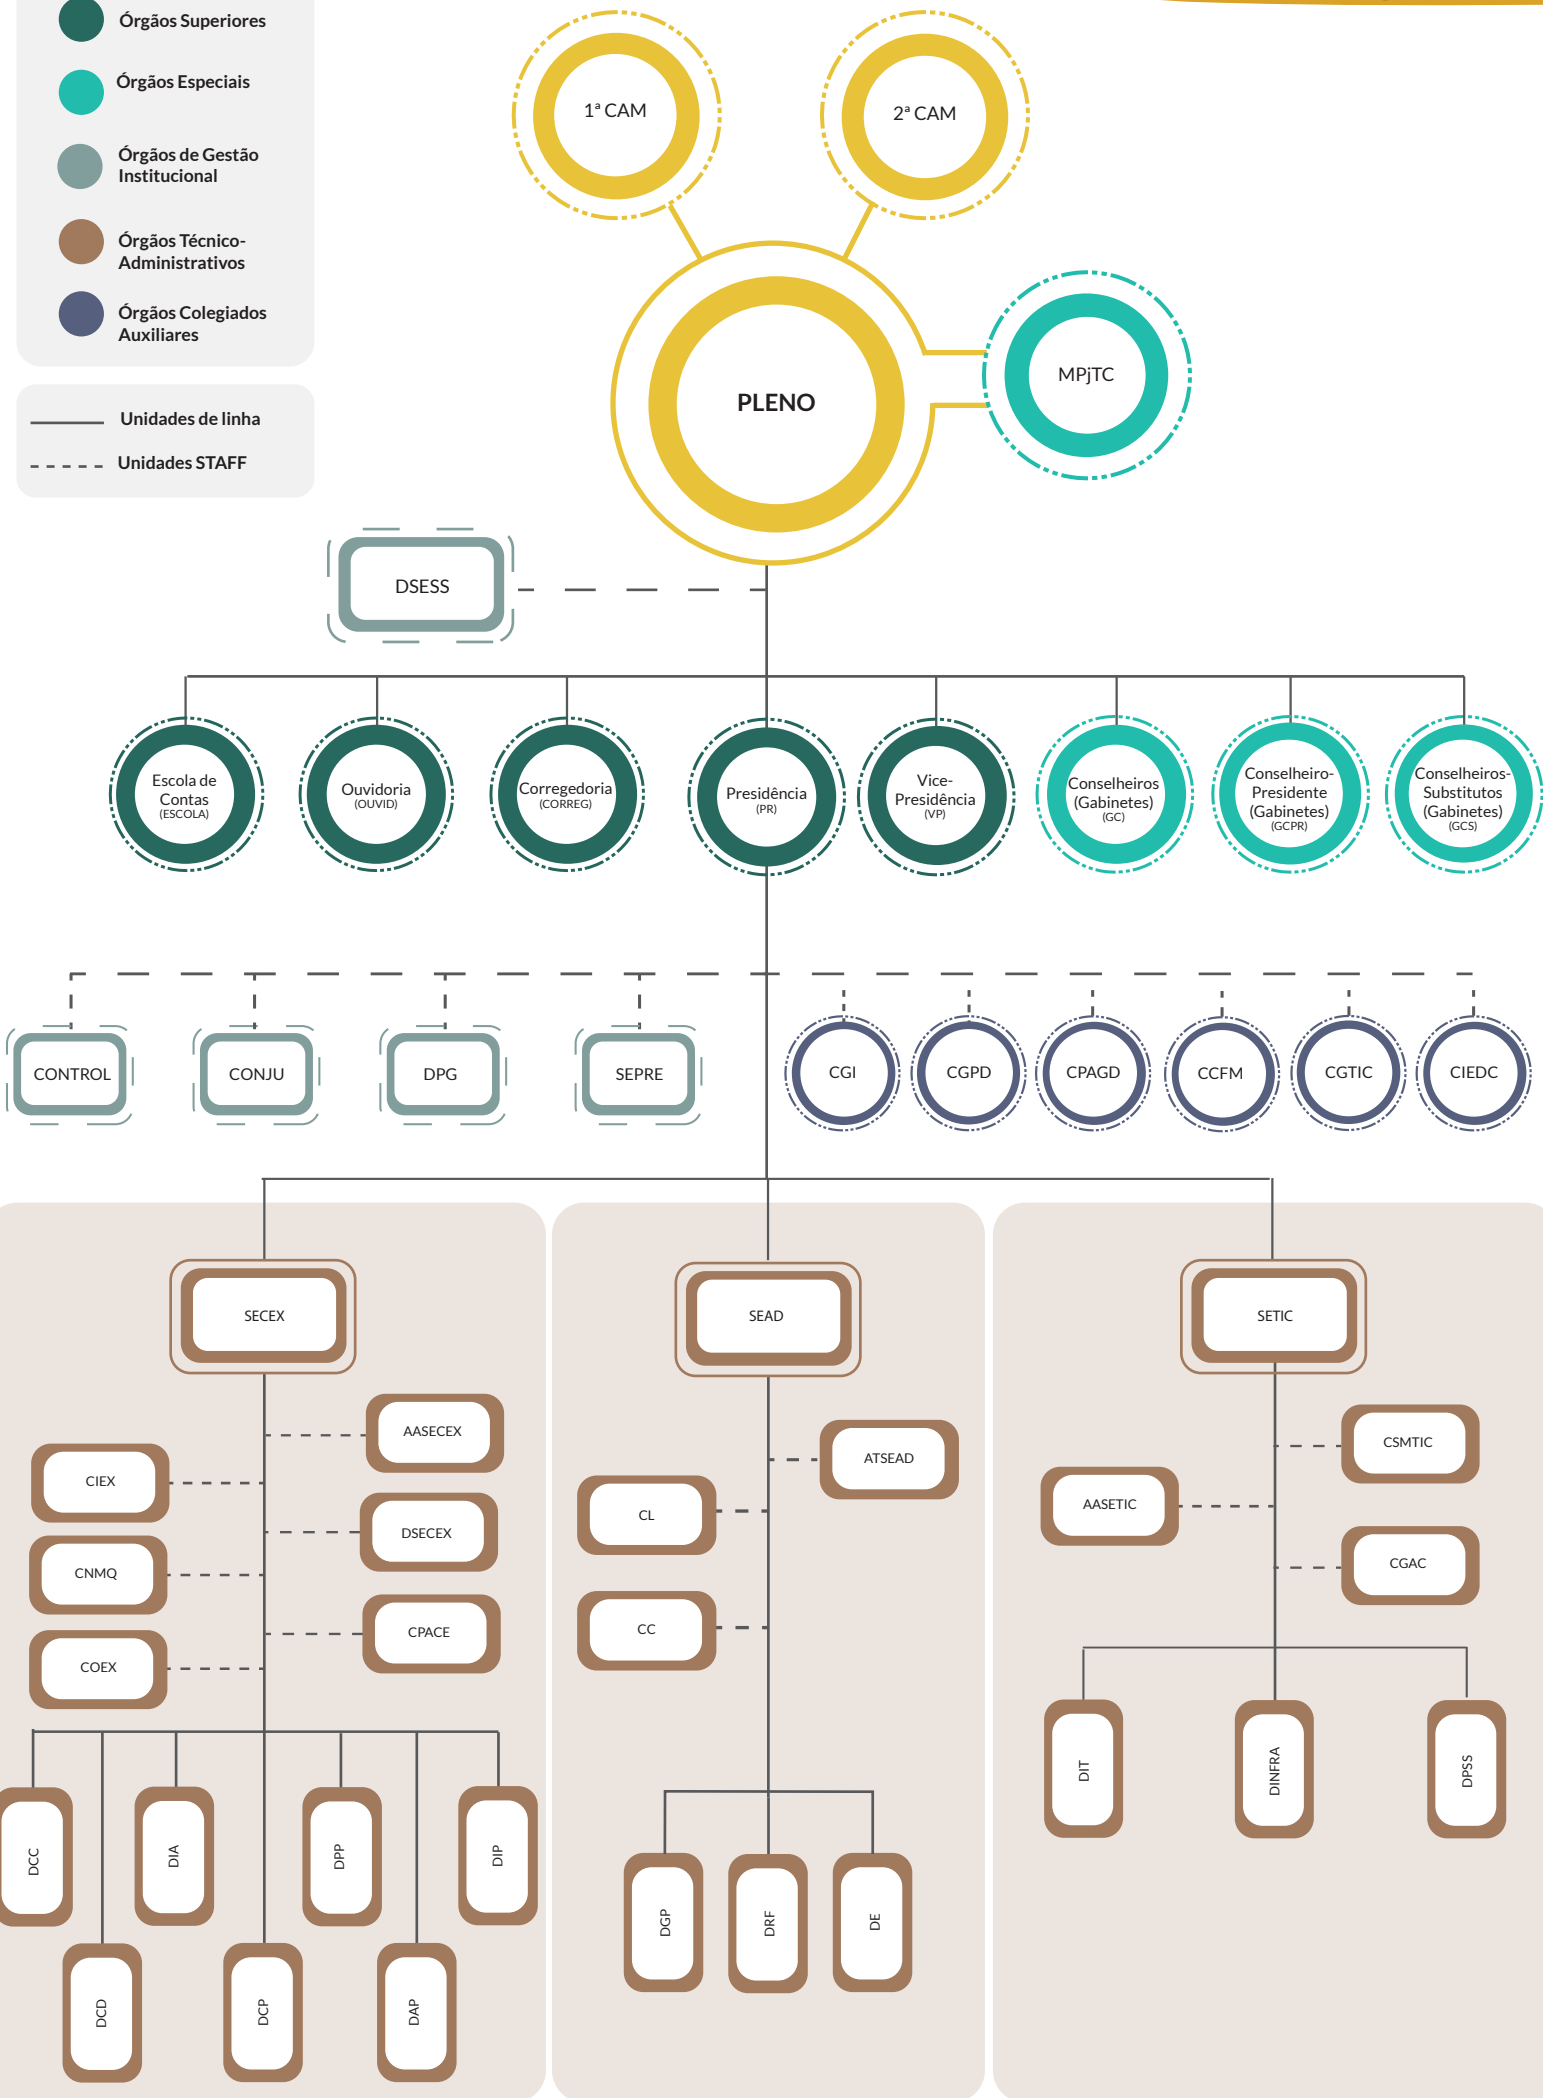 Órgãos Superiores
Órgãos Especiais
Órgãos de Gestão
Institucional
Órgãos Técnico-
Administrativos
Órgãos Colegiados
Auxiliares
Unidades de linha
Unidades STAFF
1ª CAM
2ª CAM
PLENO
MPjTC
DSESS
Escola de
Contas
(ESCOLA)
Ouvidoria
(OUVID)
Corregedoria
(CORREG)
Presidência
(PR)
Vice-
Presidência
(VP)
Conselheiros
(Gabinetes)
(GC)
Conselheiro-
Presidente
(Gabinetes)
(GCPR)
Conselheiros-
Substitutos
(Gabinetes)
(GCS)
CONTROL
CONJU
DPG
SEPRE
CGI
CGPD
CPAGD
CCFM
CGTIC
CIEDC
SECEX
AASECEX
CIEX
DSECEX
CNMQ
CPACE
COEX
DCC
DIA
DPP
DIP
DCD
DCP
DAP
SEAD
ATSEAD
CL
CC
DGP
DRF
DE
SETIC
CSMTIC
AASETIC
CGAC
DIT
DINFRA
DPSS